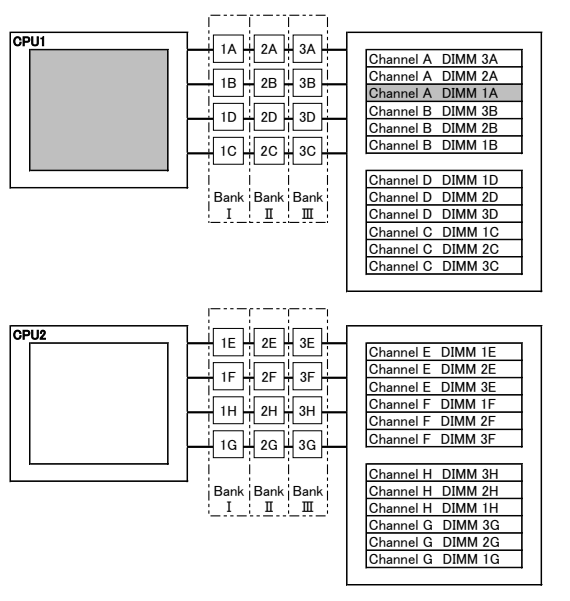 CPU1
1A 2A 3A
1B 2B 3B
1D 2D 3D
1C 2C 3C
Bank Bank Bank
Ⅰ Ⅱ Ⅲ
Channel A DIMM 3A
Channel A DIMM 2A
Channel A DIMM 1A
Channel B DIMM 3B
Channel B DIMM 2B
Channel B DIMM 1B
Channel D DIMM 1D
Channel D DIMM 2D
Channel D DIMM 3D
Channel C DIMM 1C
Channel C DIMM 2C
Channel C DIMM 3C
CPU2
1E 2E 3E
1F 2F 3F
1H 2H 3H
1G 2G 3G
Bank Bank Bank
Ⅰ Ⅱ Ⅲ
Channel E DIMM 1E
Channel E DIMM 2E
Channel E DIMM 3E
Channel F DIMM 1F
Channel F DIMM 2F
Channel F DIMM 3F
Channel H DIMM 3H
Channel H DIMM 2H
Channel H DIMM 1H
Channel G DIMM 3G
Channel G DIMM 2G
Channel G DIMM 1G